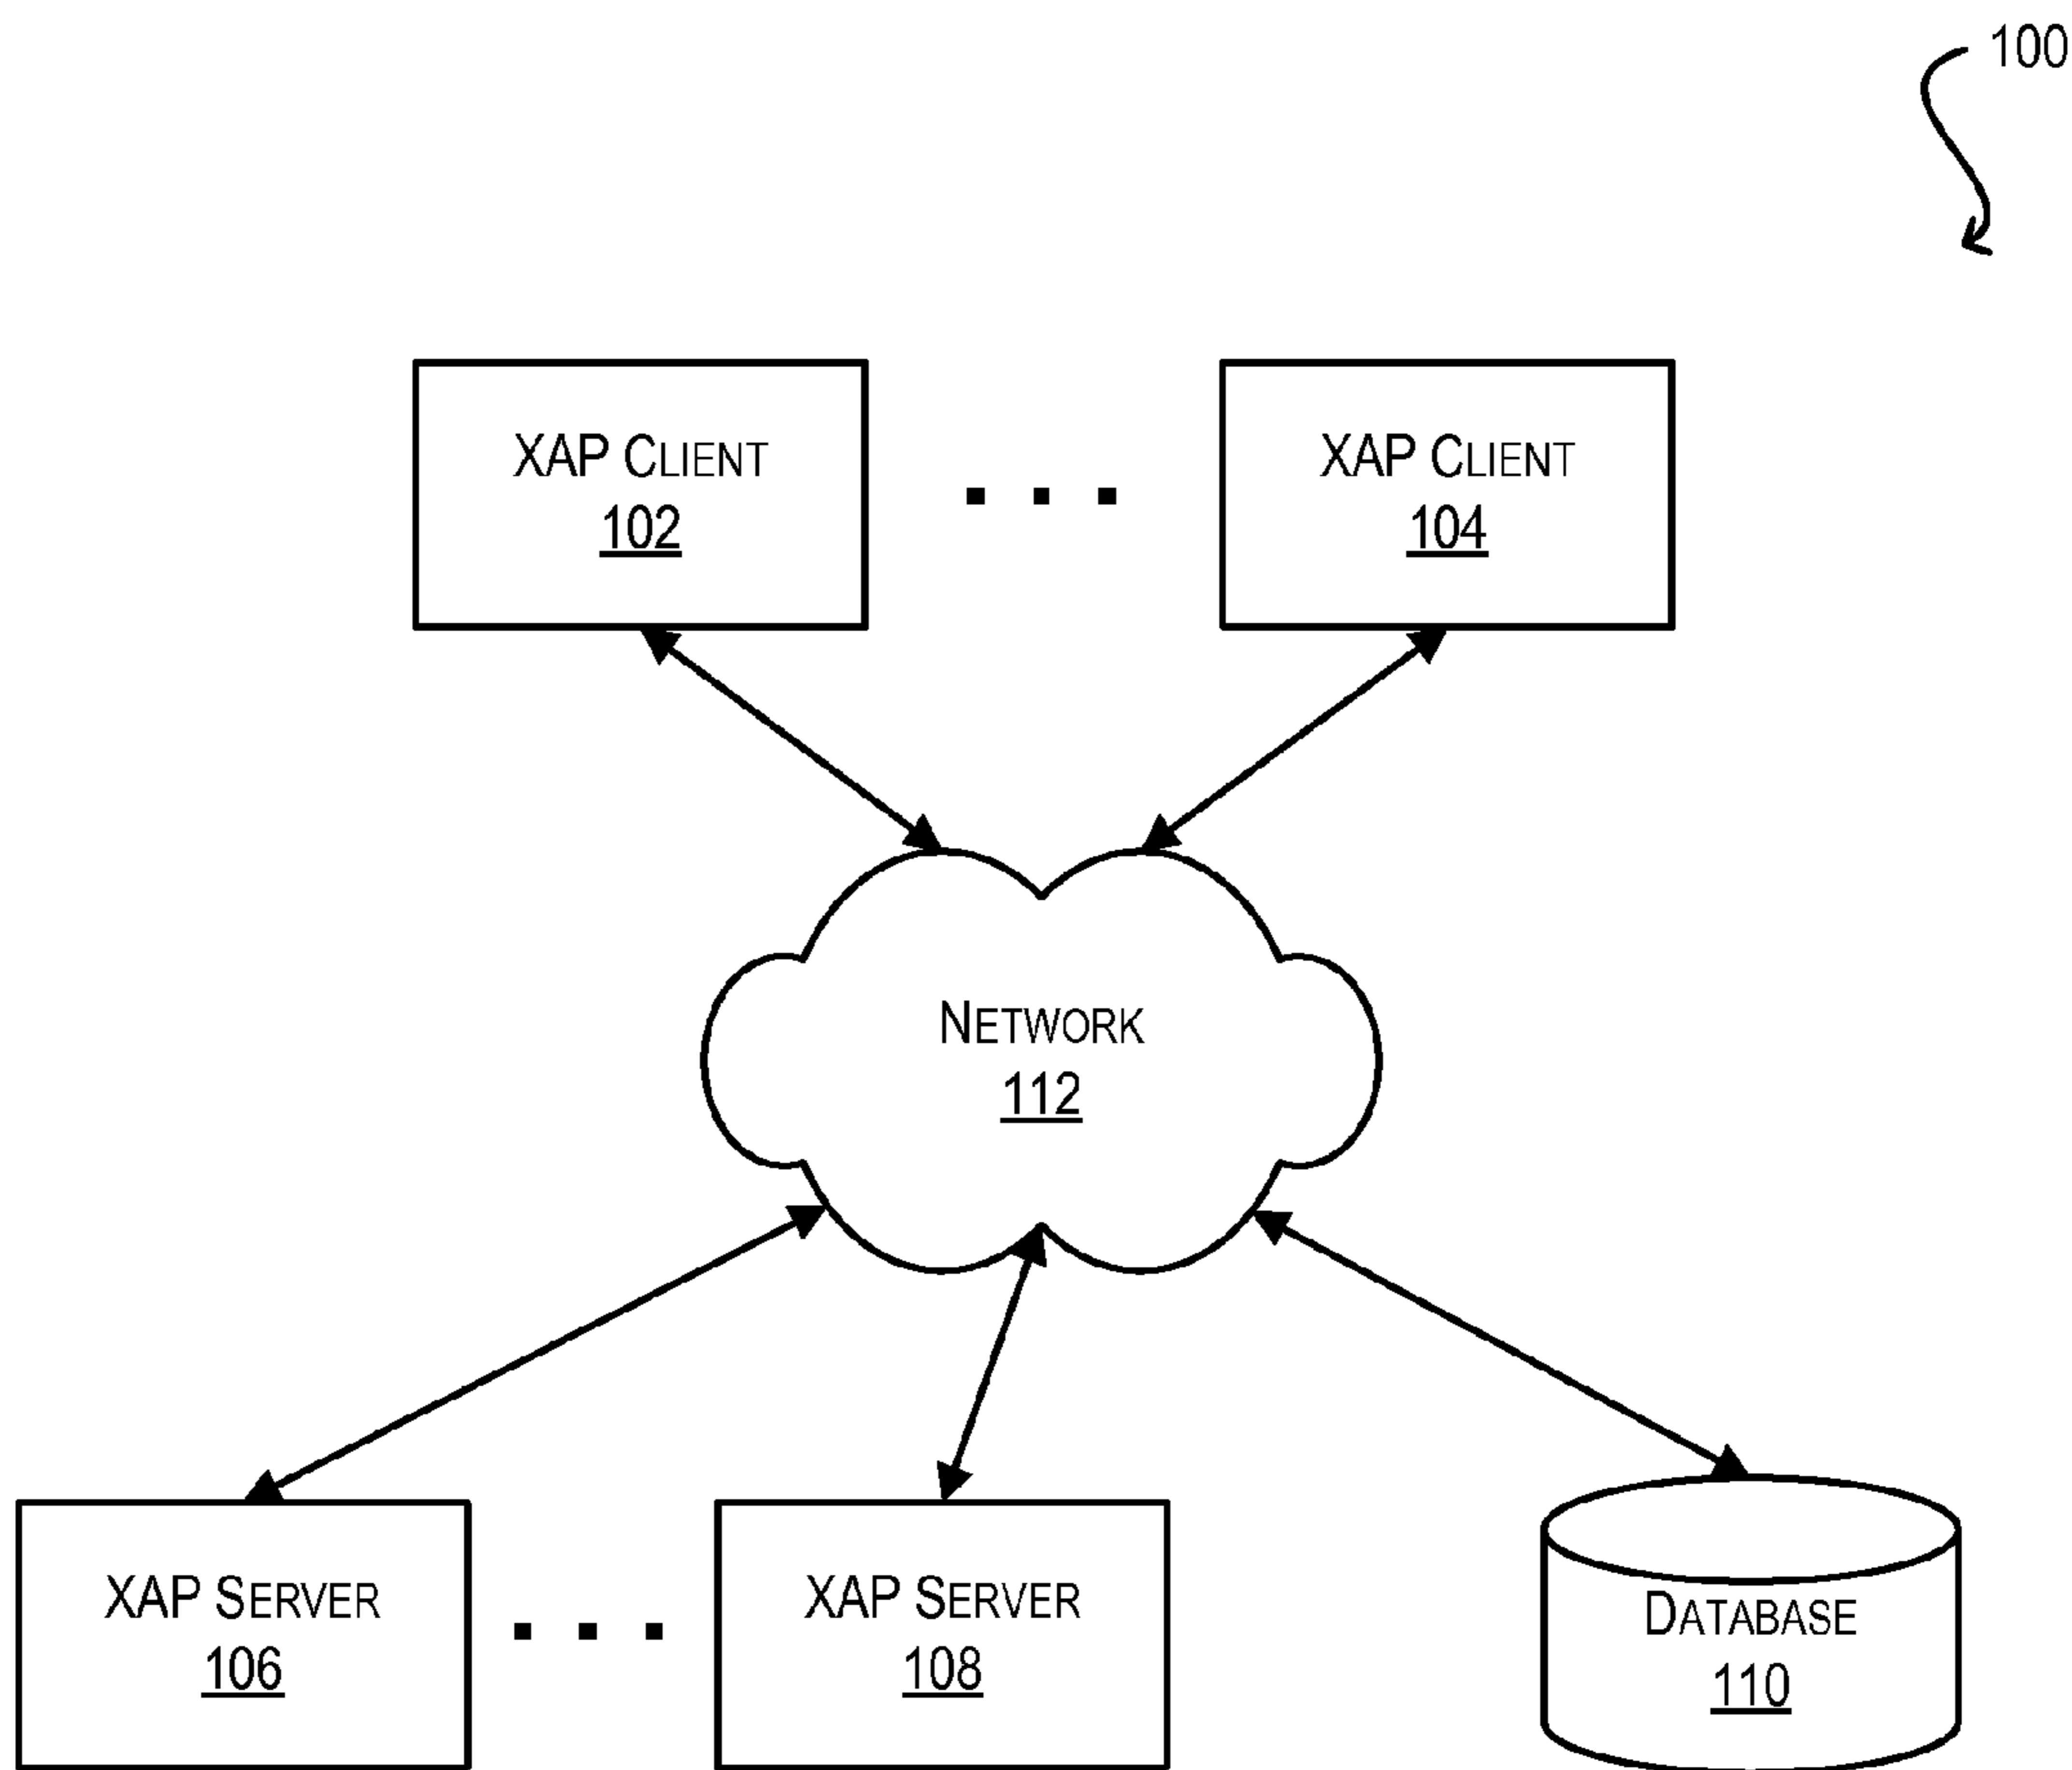 100
XAP CLIENT
102
XAP CLIENT
104
NETWORK
112
XAP SERVER
106
XAP SERVER
108
DATABASE
110